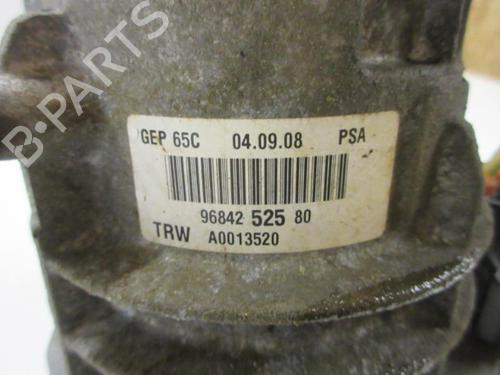 B-PARTS
GEP 65C 04.09.08 PSA
96842 525 80
TRW A0013520